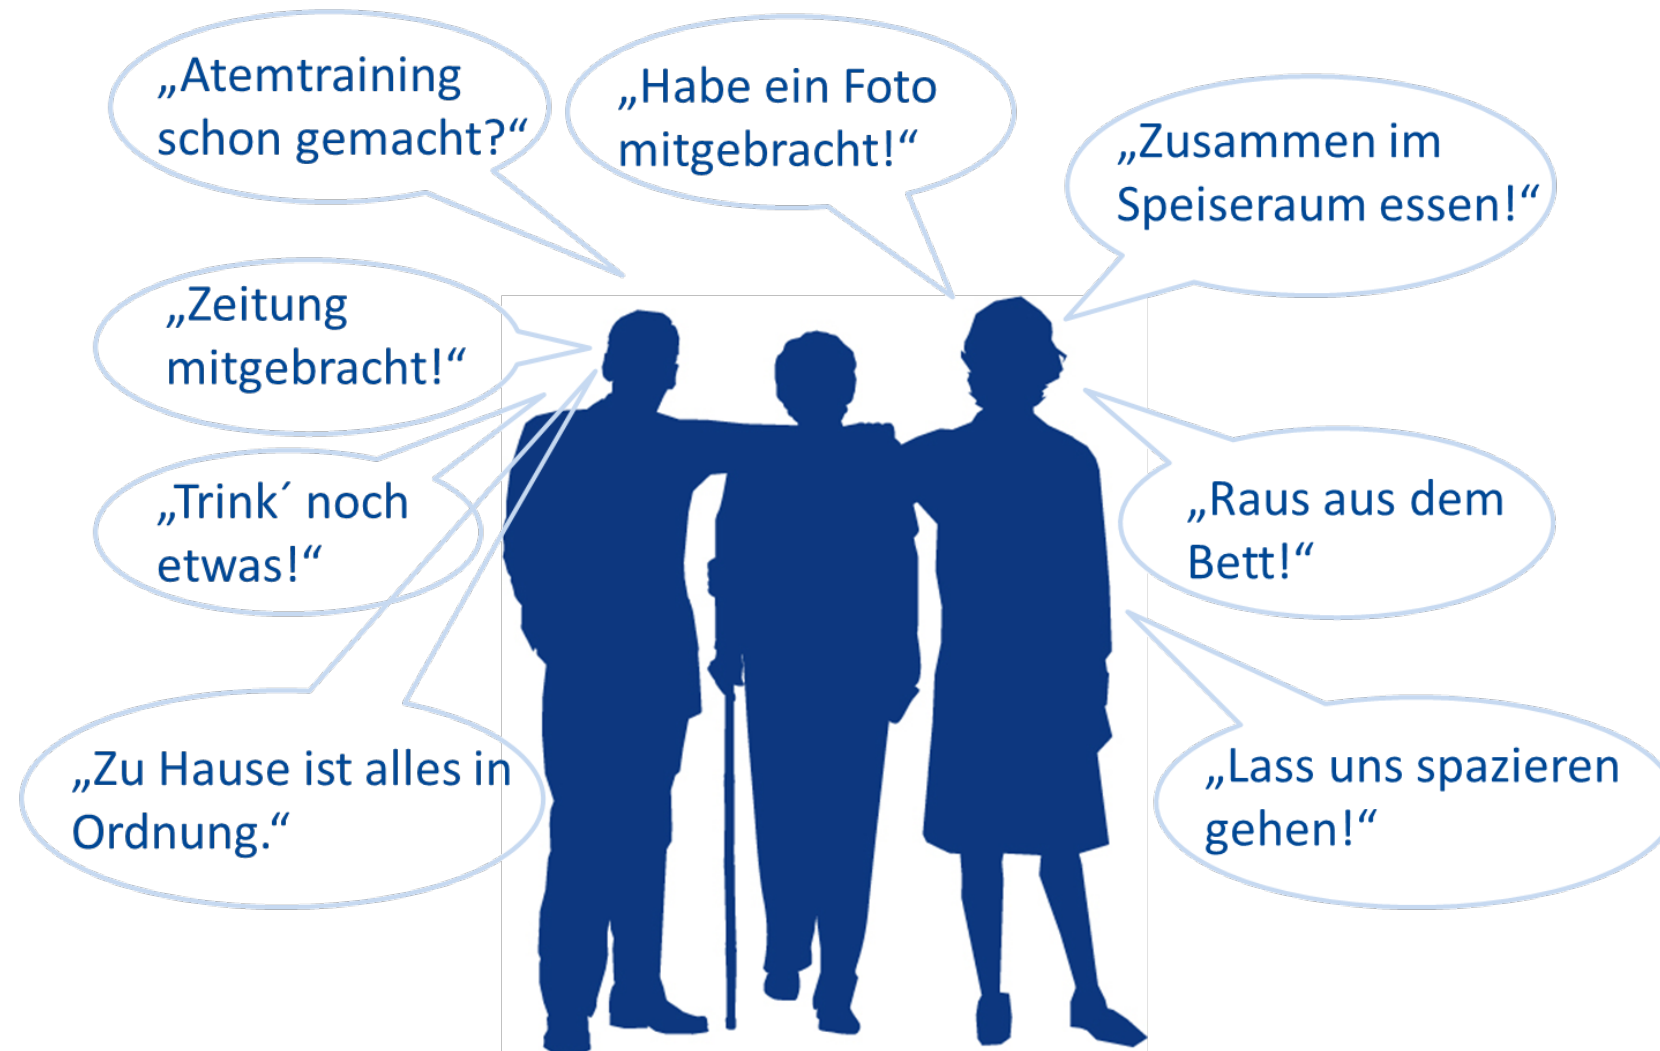 „Atemtraining
schon gemacht?“
„Habe ein Foto
mitgebracht!“
„Zusammen im
Speiseraum essen!“
„Zeitung
mitgebracht!“
„Trink´ noch
etwas!“
„Raus aus dem
Bett!“
„Zu Hause ist alles in
Ordnung.“
„Lass uns spazieren
gehen!“